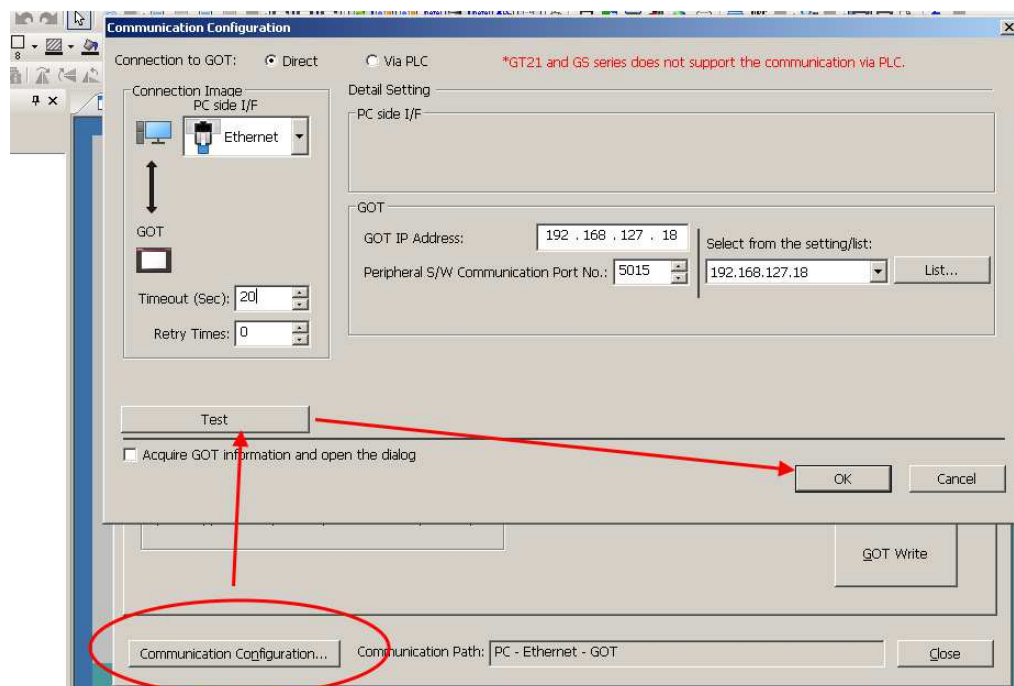 8
Communication Configuration
Connection to GOT: Direct Via PLC *GT21 and GS series does not support the communication via PLC.
Connection Image
PC side I/F
Ethernet
GOT
Timeout (Sec): 20
Retry Times: 0
Detail Setting
PC side I/F
GOT
GOT IP Address: 192 . 168 . 127 . 18
Select from the setting/list:
Peripheral S/W Communication Port No.: 5015
192.168.127.18 List...
Test
Acquire GOT information and open the dialog
OK Cancel
GOT Write
Communication Configuration... Communication Path: PC - Ethernet - GOT Close